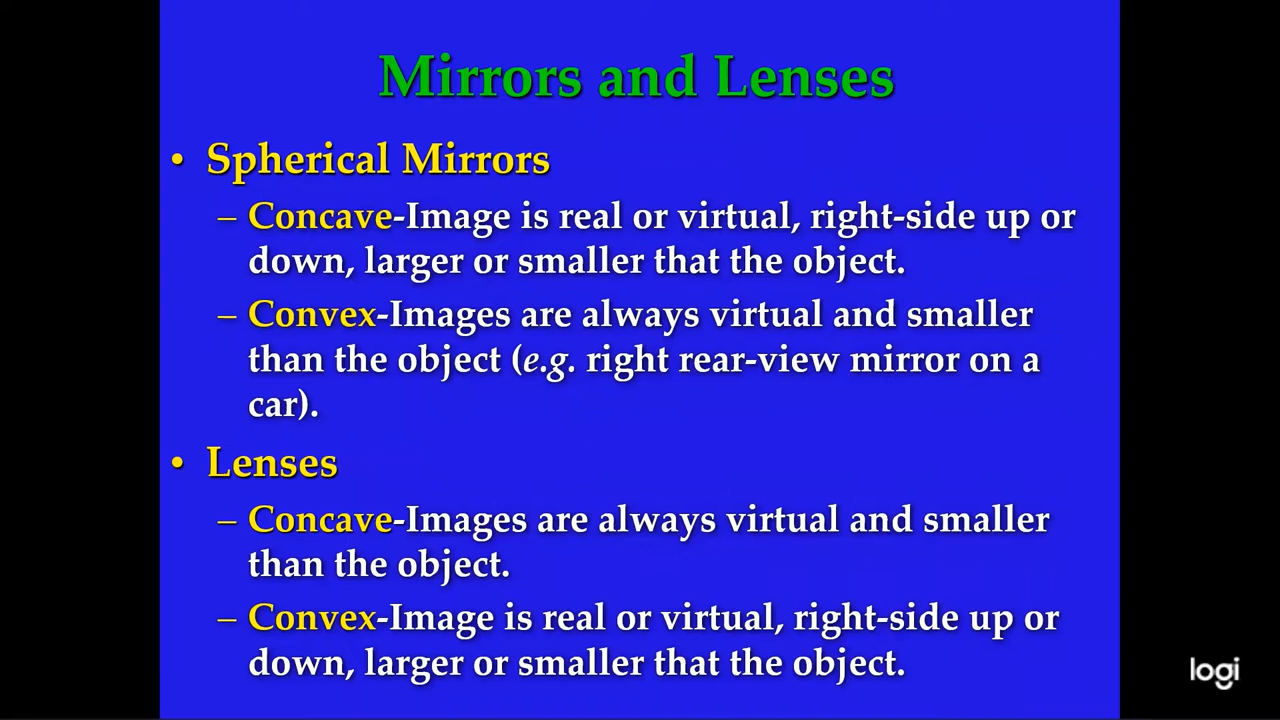 Mirrors and Lenses
• Spherical Mirrors
– Concave-Image is real or virtual, right-side up or
down, larger or smaller that the object.
– Convex-Images are always virtual and smaller
than the object (e.g. right rear-view mirror on a
car).
• Lenses
– Concave-Images are always virtual and smaller
than the object.
– Convex-Image is real or virtual, right-side up or
down, larger or smaller that the object.
logi